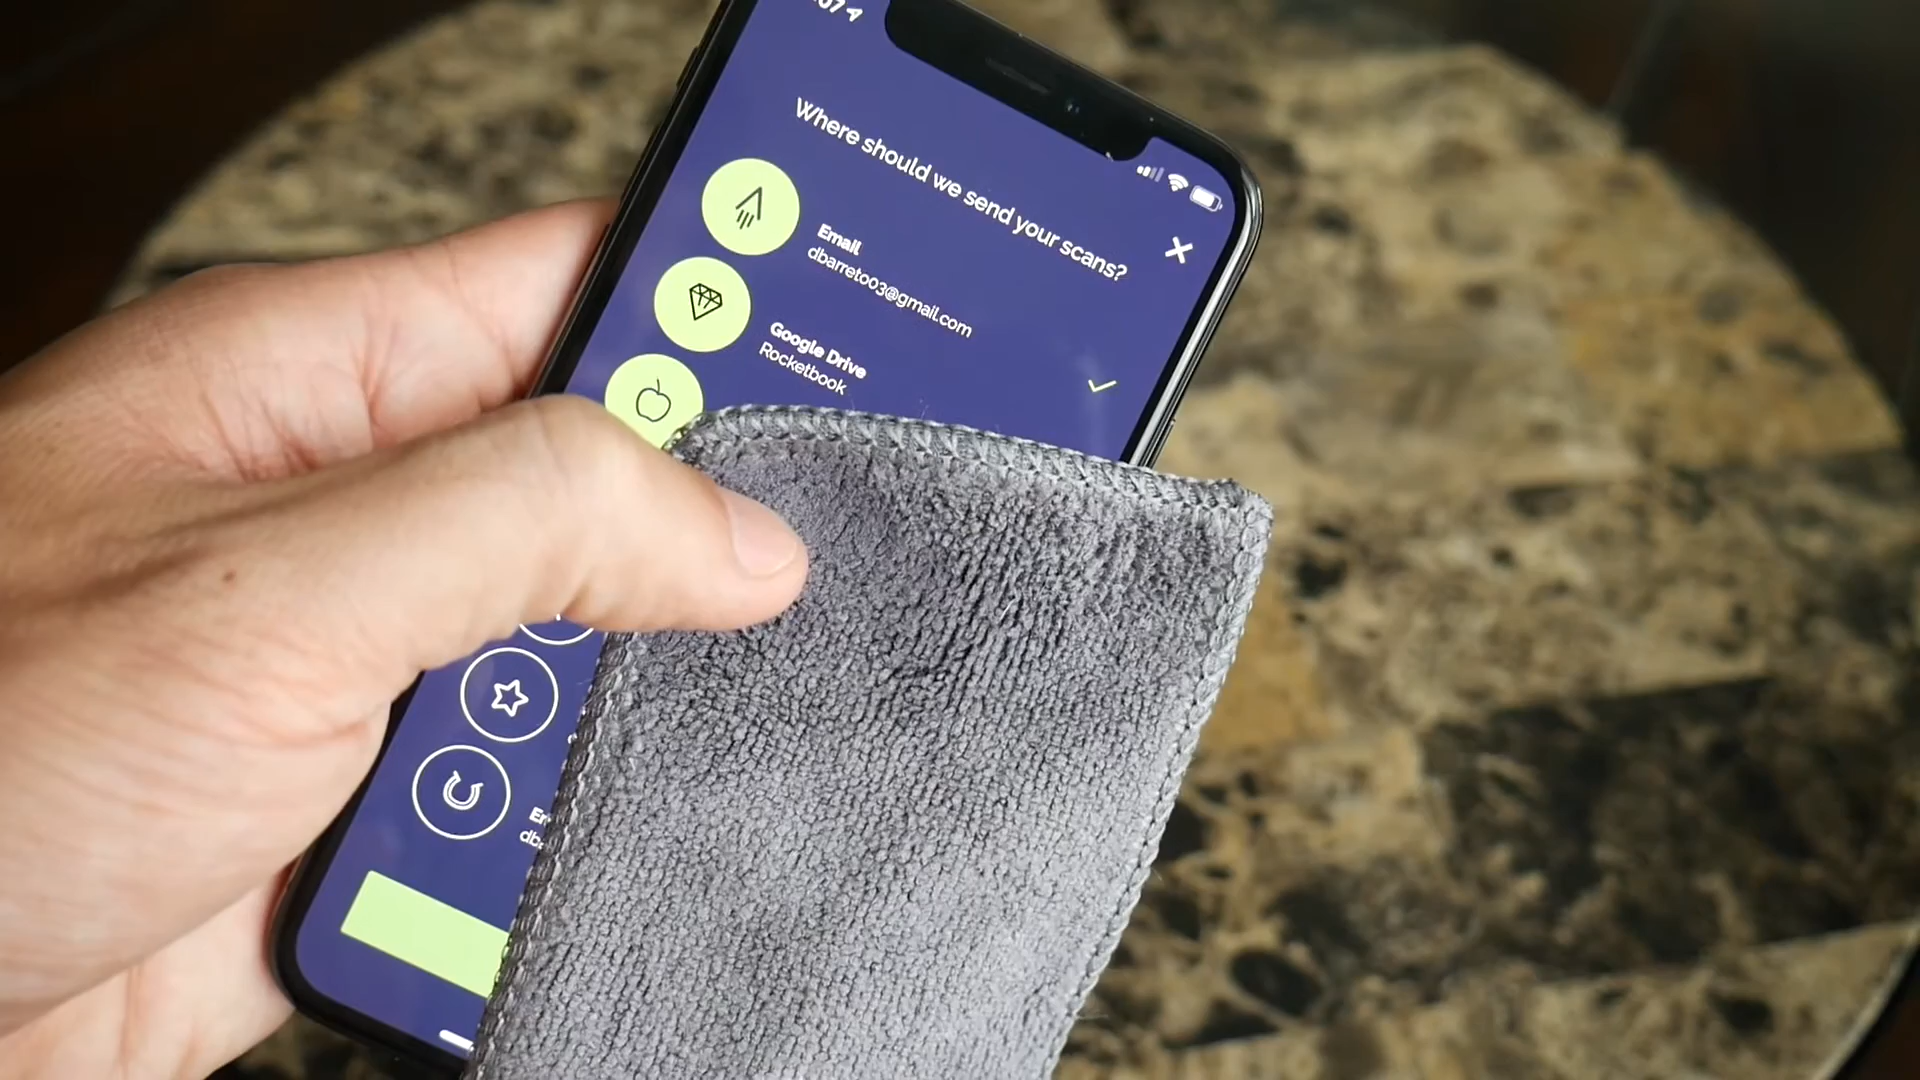 Where should we send your scans?
Email
dbarreto03@gmail.com
Google Drive
Rocketbook